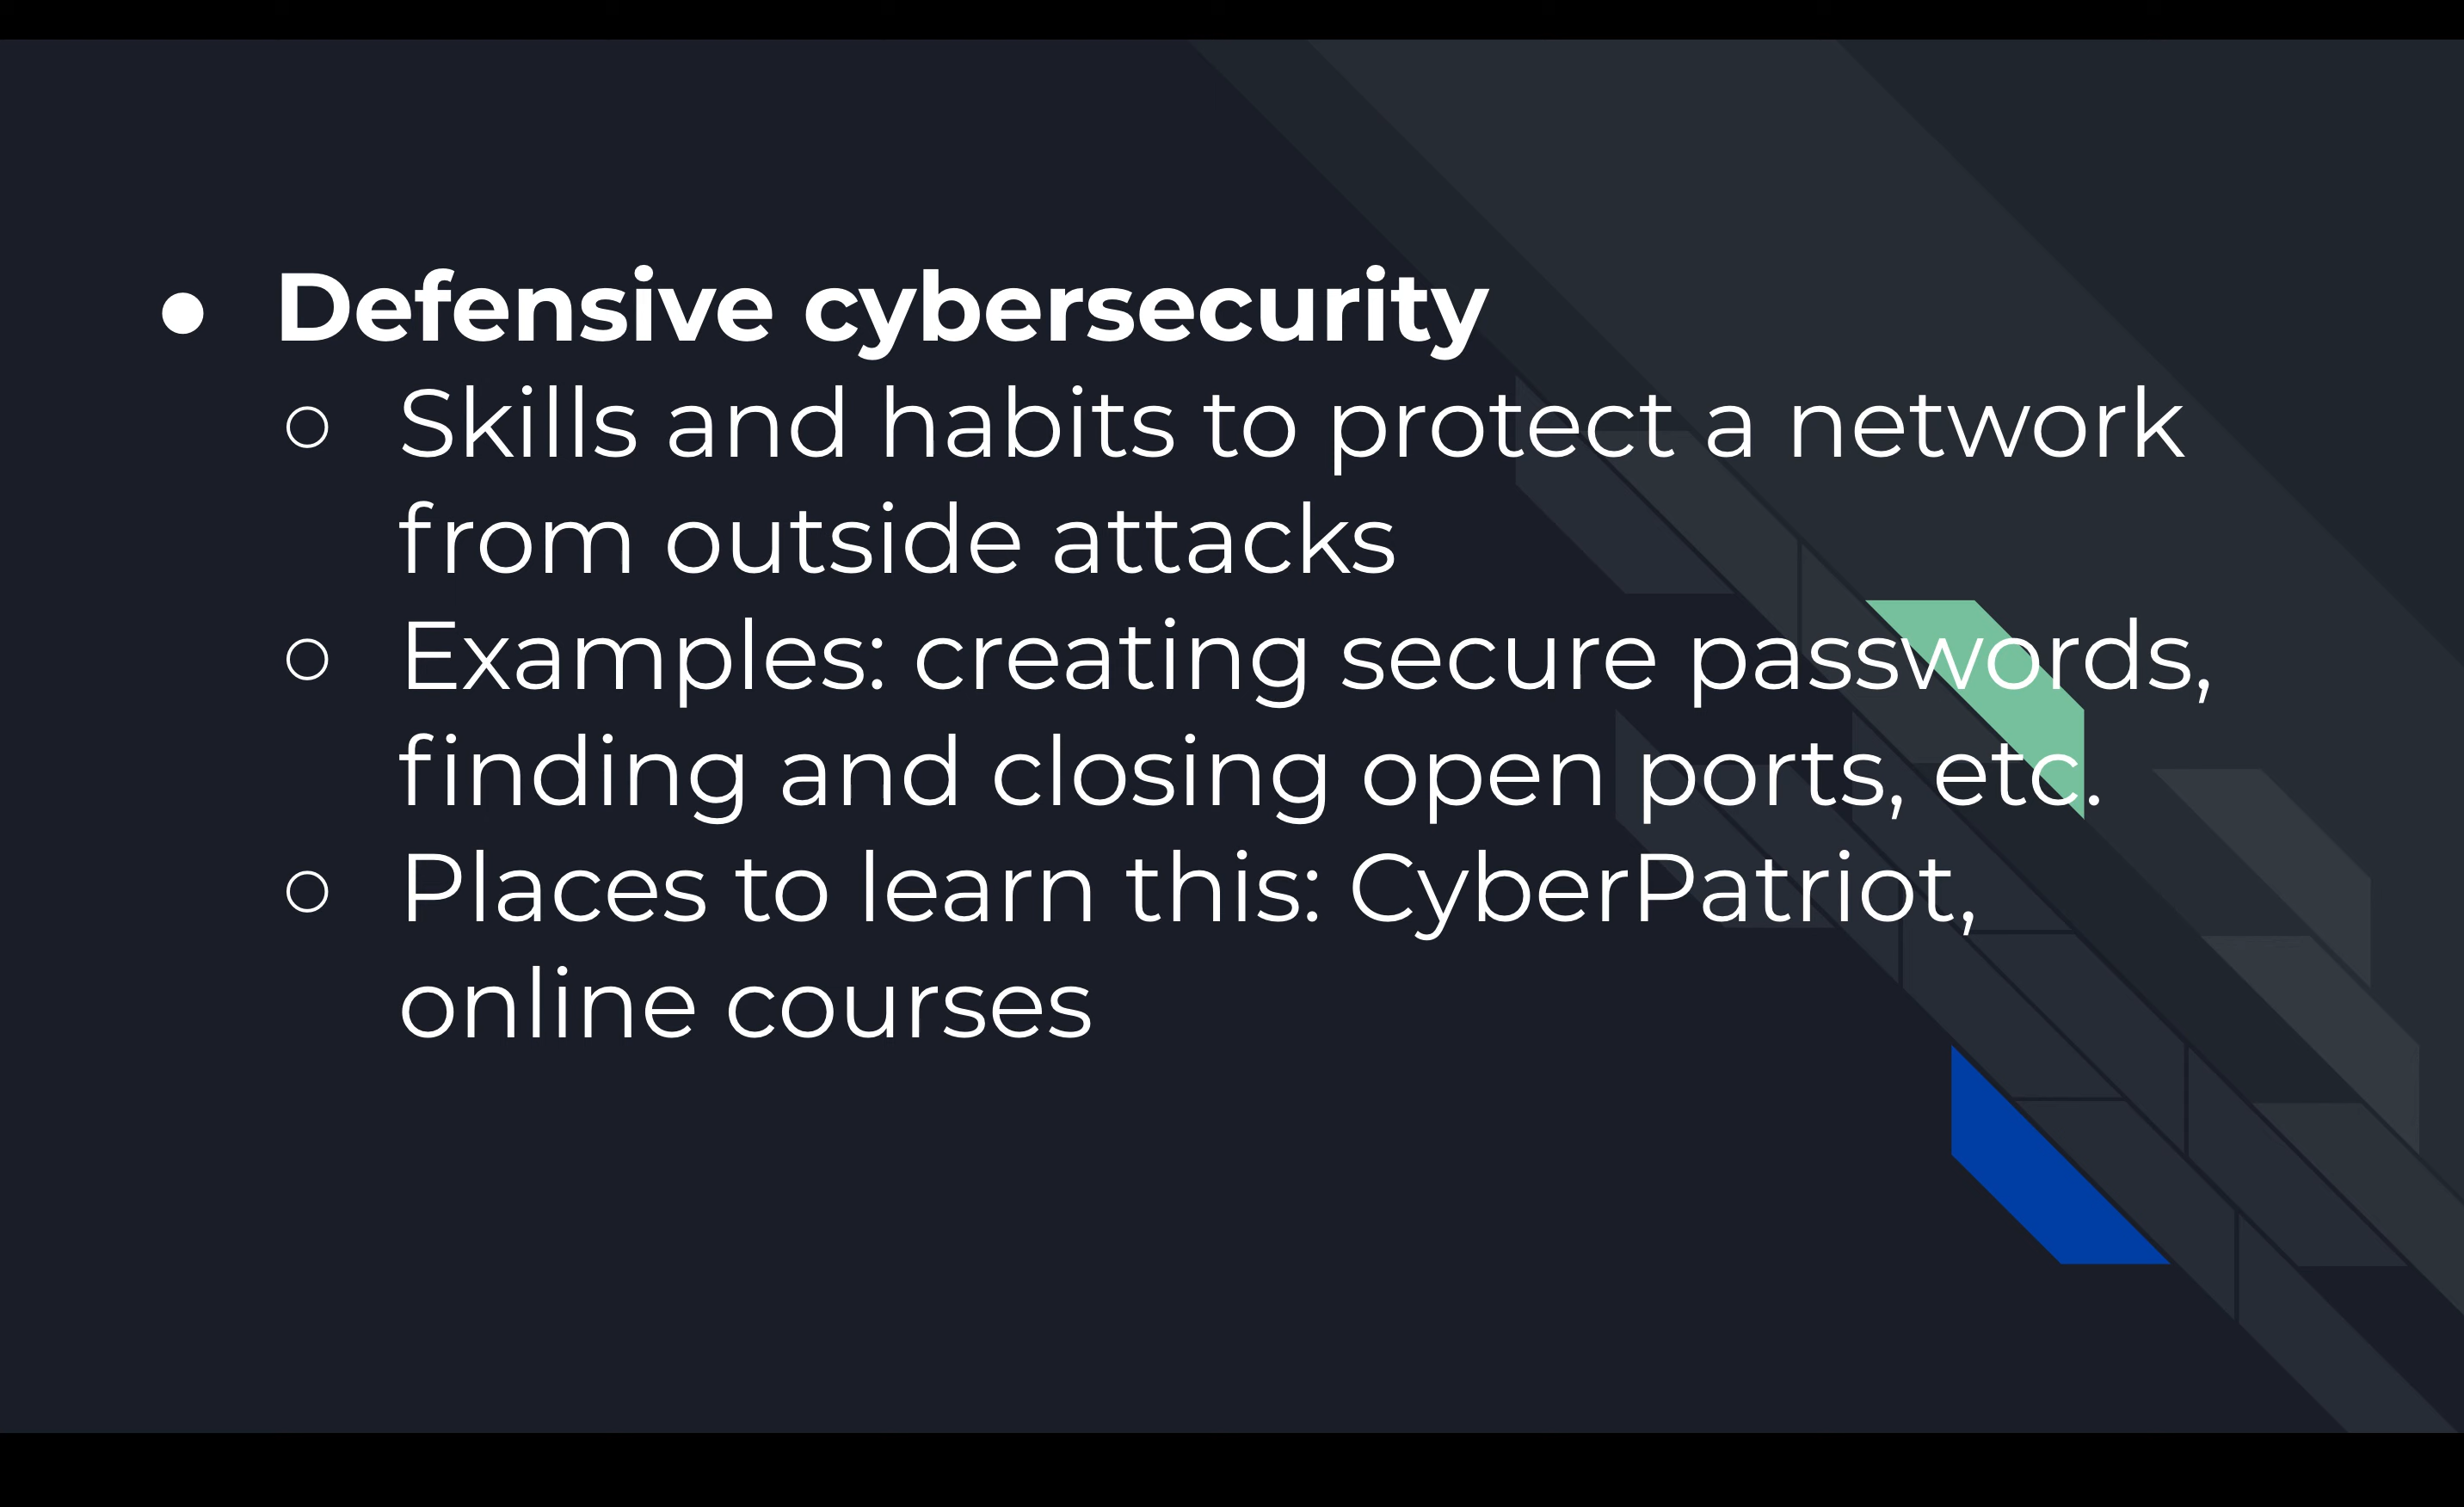 ● Defensive cybersecurity
○ Skills and habits to protect a network
from outside attacks
○ Examples: creating secure passwords,
finding and closing open ports, etc.
○ Places to learn this: CyberPatriot,
online courses